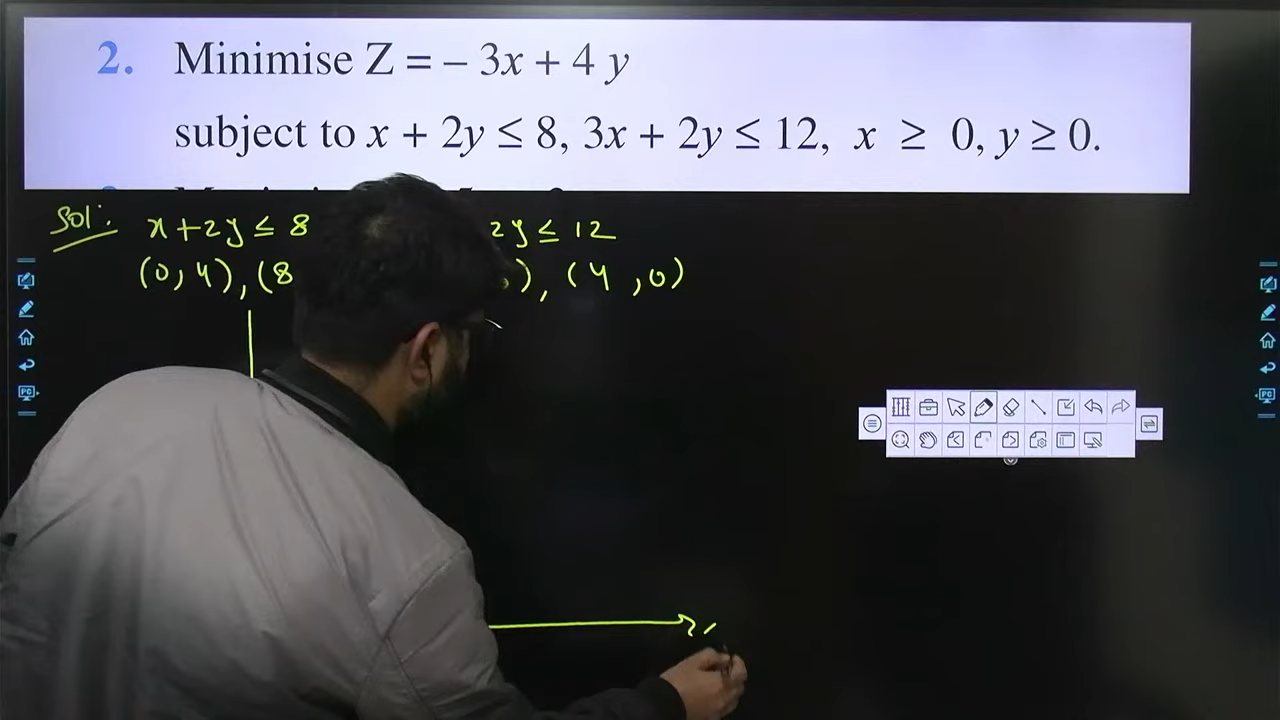 2. Minimise Z = – 3x + 4 y
subject to x + 2y ≤ 8, 3x + 2y ≤ 12, x ≥ 0, y ≥ 0.
Sol: x+2y ≤ 8 2y ≤ 12
(0,4), (8 ), (4 ,0)